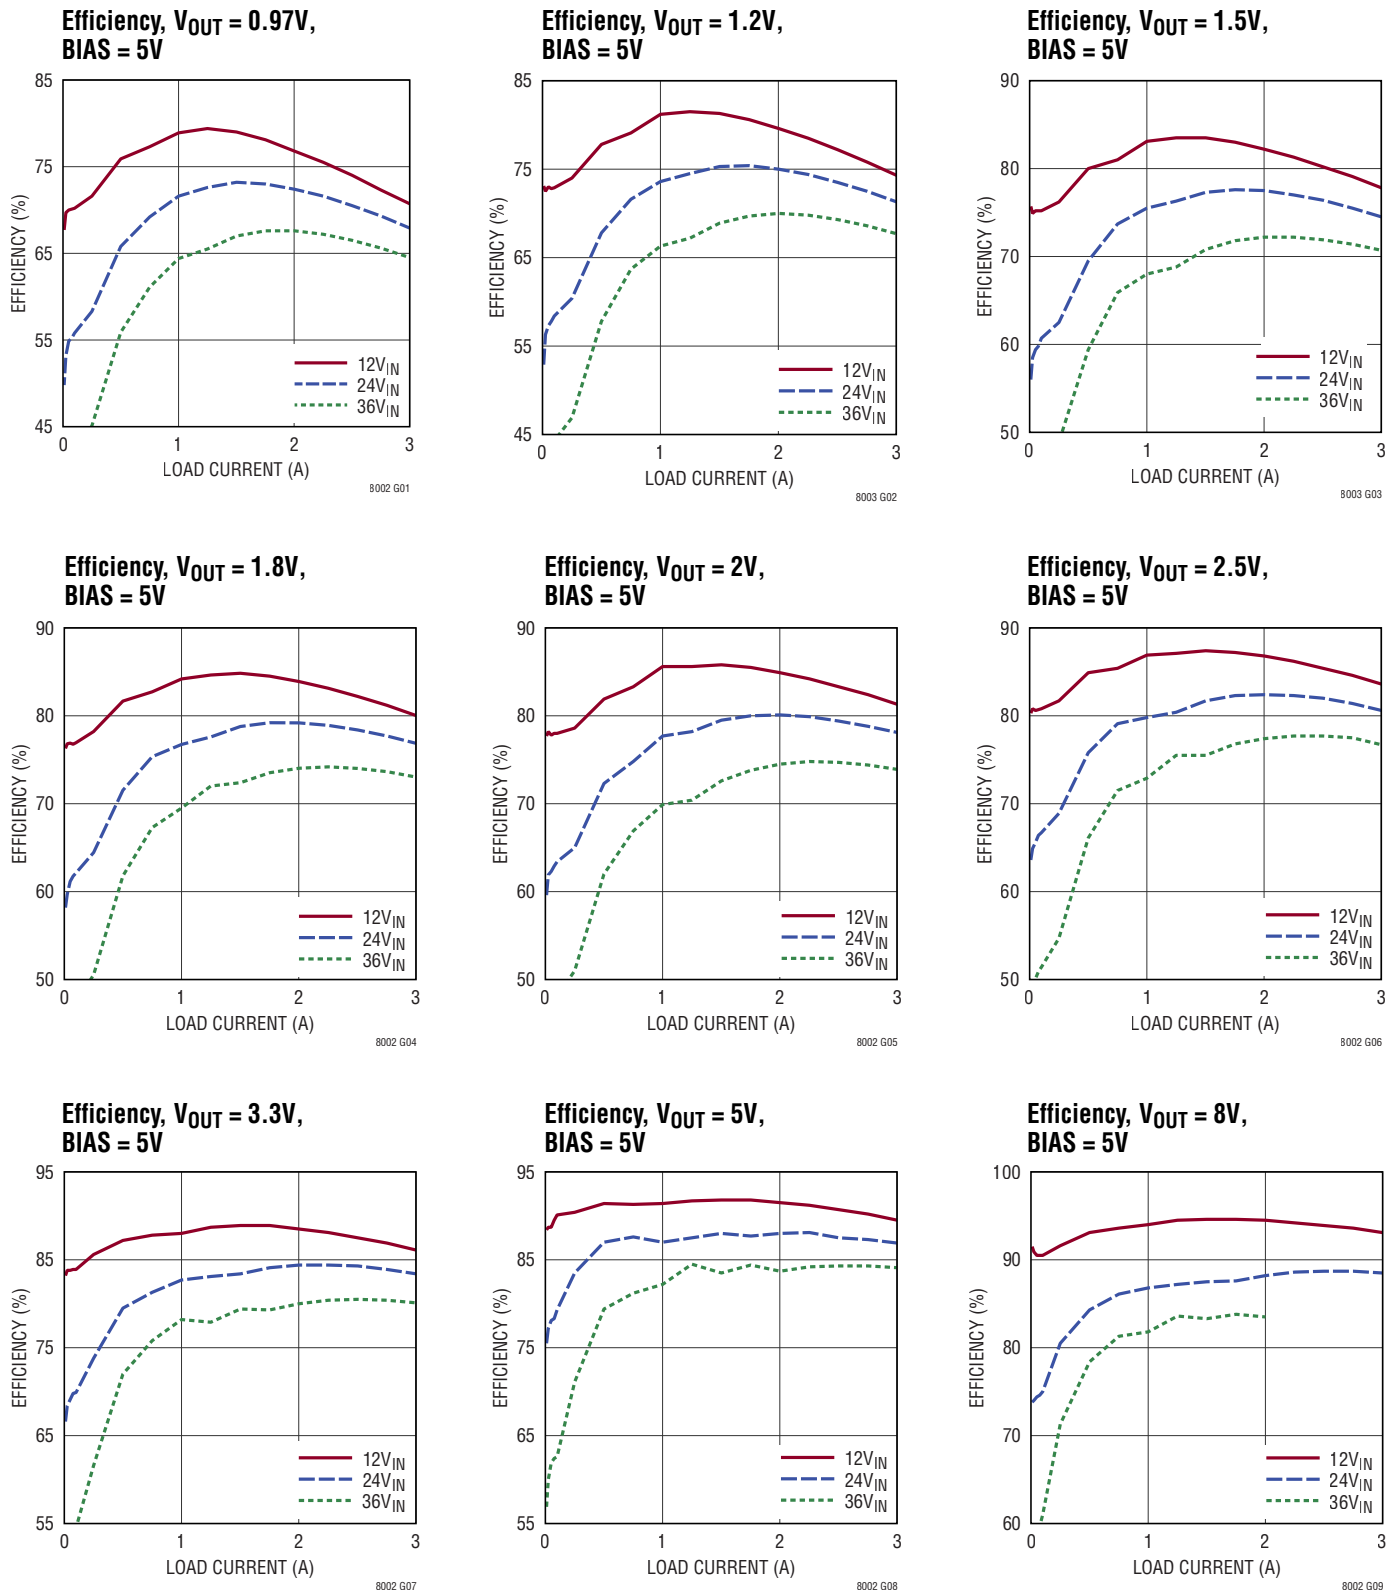 Efficiency, VOUT = 0.97V,
BIAS = 5V
85
75
65
55
45
EFFICIENCY (%)
12VIN
24VIN
36VIN
0
1
2
3
LOAD CURRENT (A)
8002 G01
Efficiency, VOUT = 1.2V,
BIAS = 5V
85
75
65
55
45
EFFICIENCY (%)
12VIN
24VIN
36VIN
0
1
2
3
LOAD CURRENT (A)
8003 G02
Efficiency, VOUT = 1.5V,
BIAS = 5V
90
80
70
60
50
EFFICIENCY (%)
12VIN
24VIN
36VIN
0
1
2
3
LOAD CURRENT (A)
8003 G03
Efficiency, VOUT = 1.8V,
BIAS = 5V
90
80
70
60
50
EFFICIENCY (%)
12VIN
24VIN
36VIN
0
1
2
3
LOAD CURRENT (A)
8002 G04
Efficiency, VOUT = 2V,
BIAS = 5V
90
80
70
60
50
EFFICIENCY (%)
12VIN
24VIN
36VIN
0
1
2
3
LOAD CURRENT (A)
8002 G05
Efficiency, VOUT = 2.5V,
BIAS = 5V
90
80
70
60
50
EFFICIENCY (%)
12VIN
24VIN
36VIN
0
1
2
3
LOAD CURRENT (A)
8002 G06
Efficiency, VOUT = 3.3V,
BIAS = 5V
95
85
75
65
55
EFFICIENCY (%)
12VIN
24VIN
36VIN
0
1
2
3
LOAD CURRENT (A)
8002 G07
Efficiency, VOUT = 5V,
BIAS = 5V
95
85
75
65
55
EFFICIENCY (%)
12VIN
24VIN
36VIN
0
1
2
3
LOAD CURRENT (A)
8002 G08
Efficiency, VOUT = 8V,
BIAS = 5V
100
90
80
70
60
EFFICIENCY (%)
12VIN
24VIN
36VIN
0
1
2
3
LOAD CURRENT (A)
8002 G09